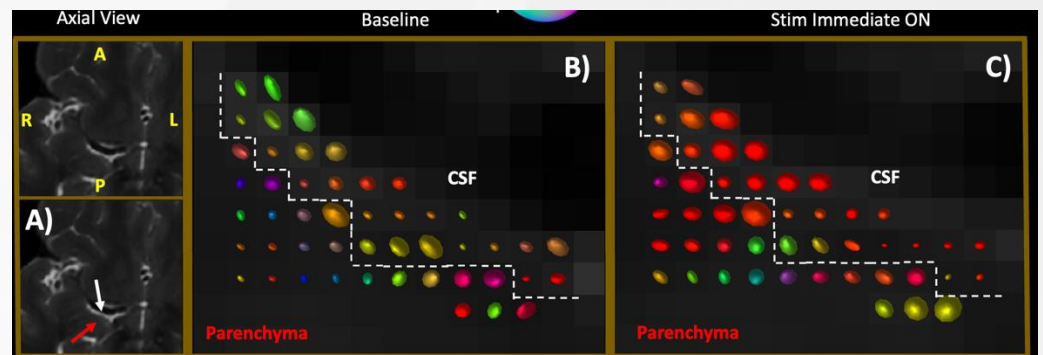 Axial View
Baseline
Stim Immediate ON
A
R
L
P
A)
B)
CSF
Parenchyma
C)
CSF
Parenchyma